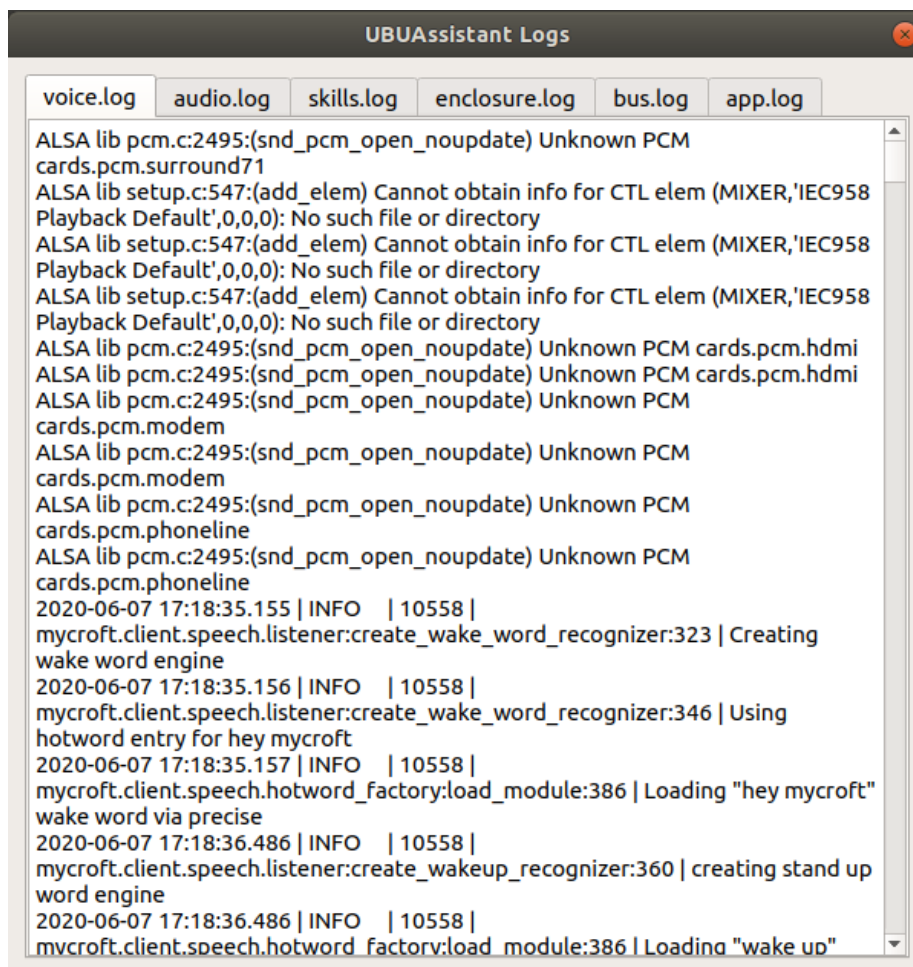 UBUAssistant Logs
voice.log audio.log skills.log enclosure.log bus.log app.log
ALSA lib pcm.c:2495:(snd_pcm_open_noupdate) Unknown PCM
cards.pcm.surround71
ALSA lib setup.c:547:(add_elem) Cannot obtain info for CTL elem (MIXER,'IEC958
Playback Default',0,0,0): No such file or directory
ALSA lib setup.c:547:(add_elem) Cannot obtain info for CTL elem (MIXER,'IEC958
Playback Default',0,0,0): No such file or directory
ALSA lib setup.c:547:(add_elem) Cannot obtain info for CTL elem (MIXER,'IEC958
Playback Default',0,0,0): No such file or directory
ALSA lib pcm.c:2495:(snd_pcm_open_noupdate) Unknown PCM cards.pcm.hdmi
ALSA lib pcm.c:2495:(snd_pcm_open_noupdate) Unknown PCM cards.pcm.hdmi
ALSA lib pcm.c:2495:(snd_pcm_open_noupdate) Unknown PCM
cards.pcm.modem
ALSA lib pcm.c:2495:(snd_pcm_open_noupdate) Unknown PCM
cards.pcm.modem
ALSA lib pcm.c:2495:(snd_pcm_open_noupdate) Unknown PCM
cards.pcm.phoneline
ALSA lib pcm.c:2495:(snd_pcm_open_noupdate) Unknown PCM
cards.pcm.phoneline
2020-06-07 17:18:35.155 | INFO | 10558 |
mycroft.client.speech.listener:create_wake_word_recognizer:323 | Creating
wake word engine
2020-06-07 17:18:35.156 | INFO | 10558 |
mycroft.client.speech.listener:create_wake_word_recognizer:346 | Using
hotword entry for hey mycroft
2020-06-07 17:18:35.157 | INFO | 10558 |
mycroft.client.speech.hotword_factory:load_module:386 | Loading "hey mycroft"
wake word via precise
2020-06-07 17:18:36.486 | INFO | 10558 |
mycroft.client.speech.listener:create_wakeup_recognizer:360 | creating stand up
word engine
2020-06-07 17:18:36.486 | INFO | 10558 |
mycroft.client.speech.hotword_factory:load_module:386 | Loading "wake up"